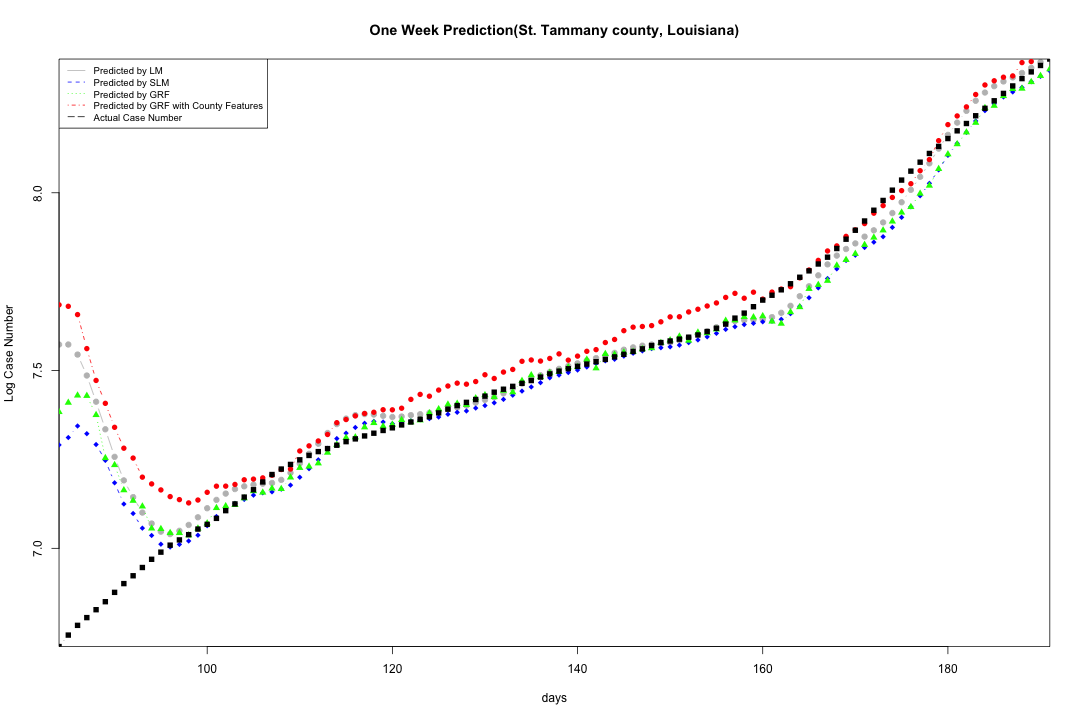 One Week Prediction(St. Tammany county, Louisiana)
Predicted by LM
Predicted by SLM
Predicted by GRF
Predicted by GRF with County Features
Actual Case Number
8.0
7.5
7.0
Log Case Number
100 120 140 160 180
days